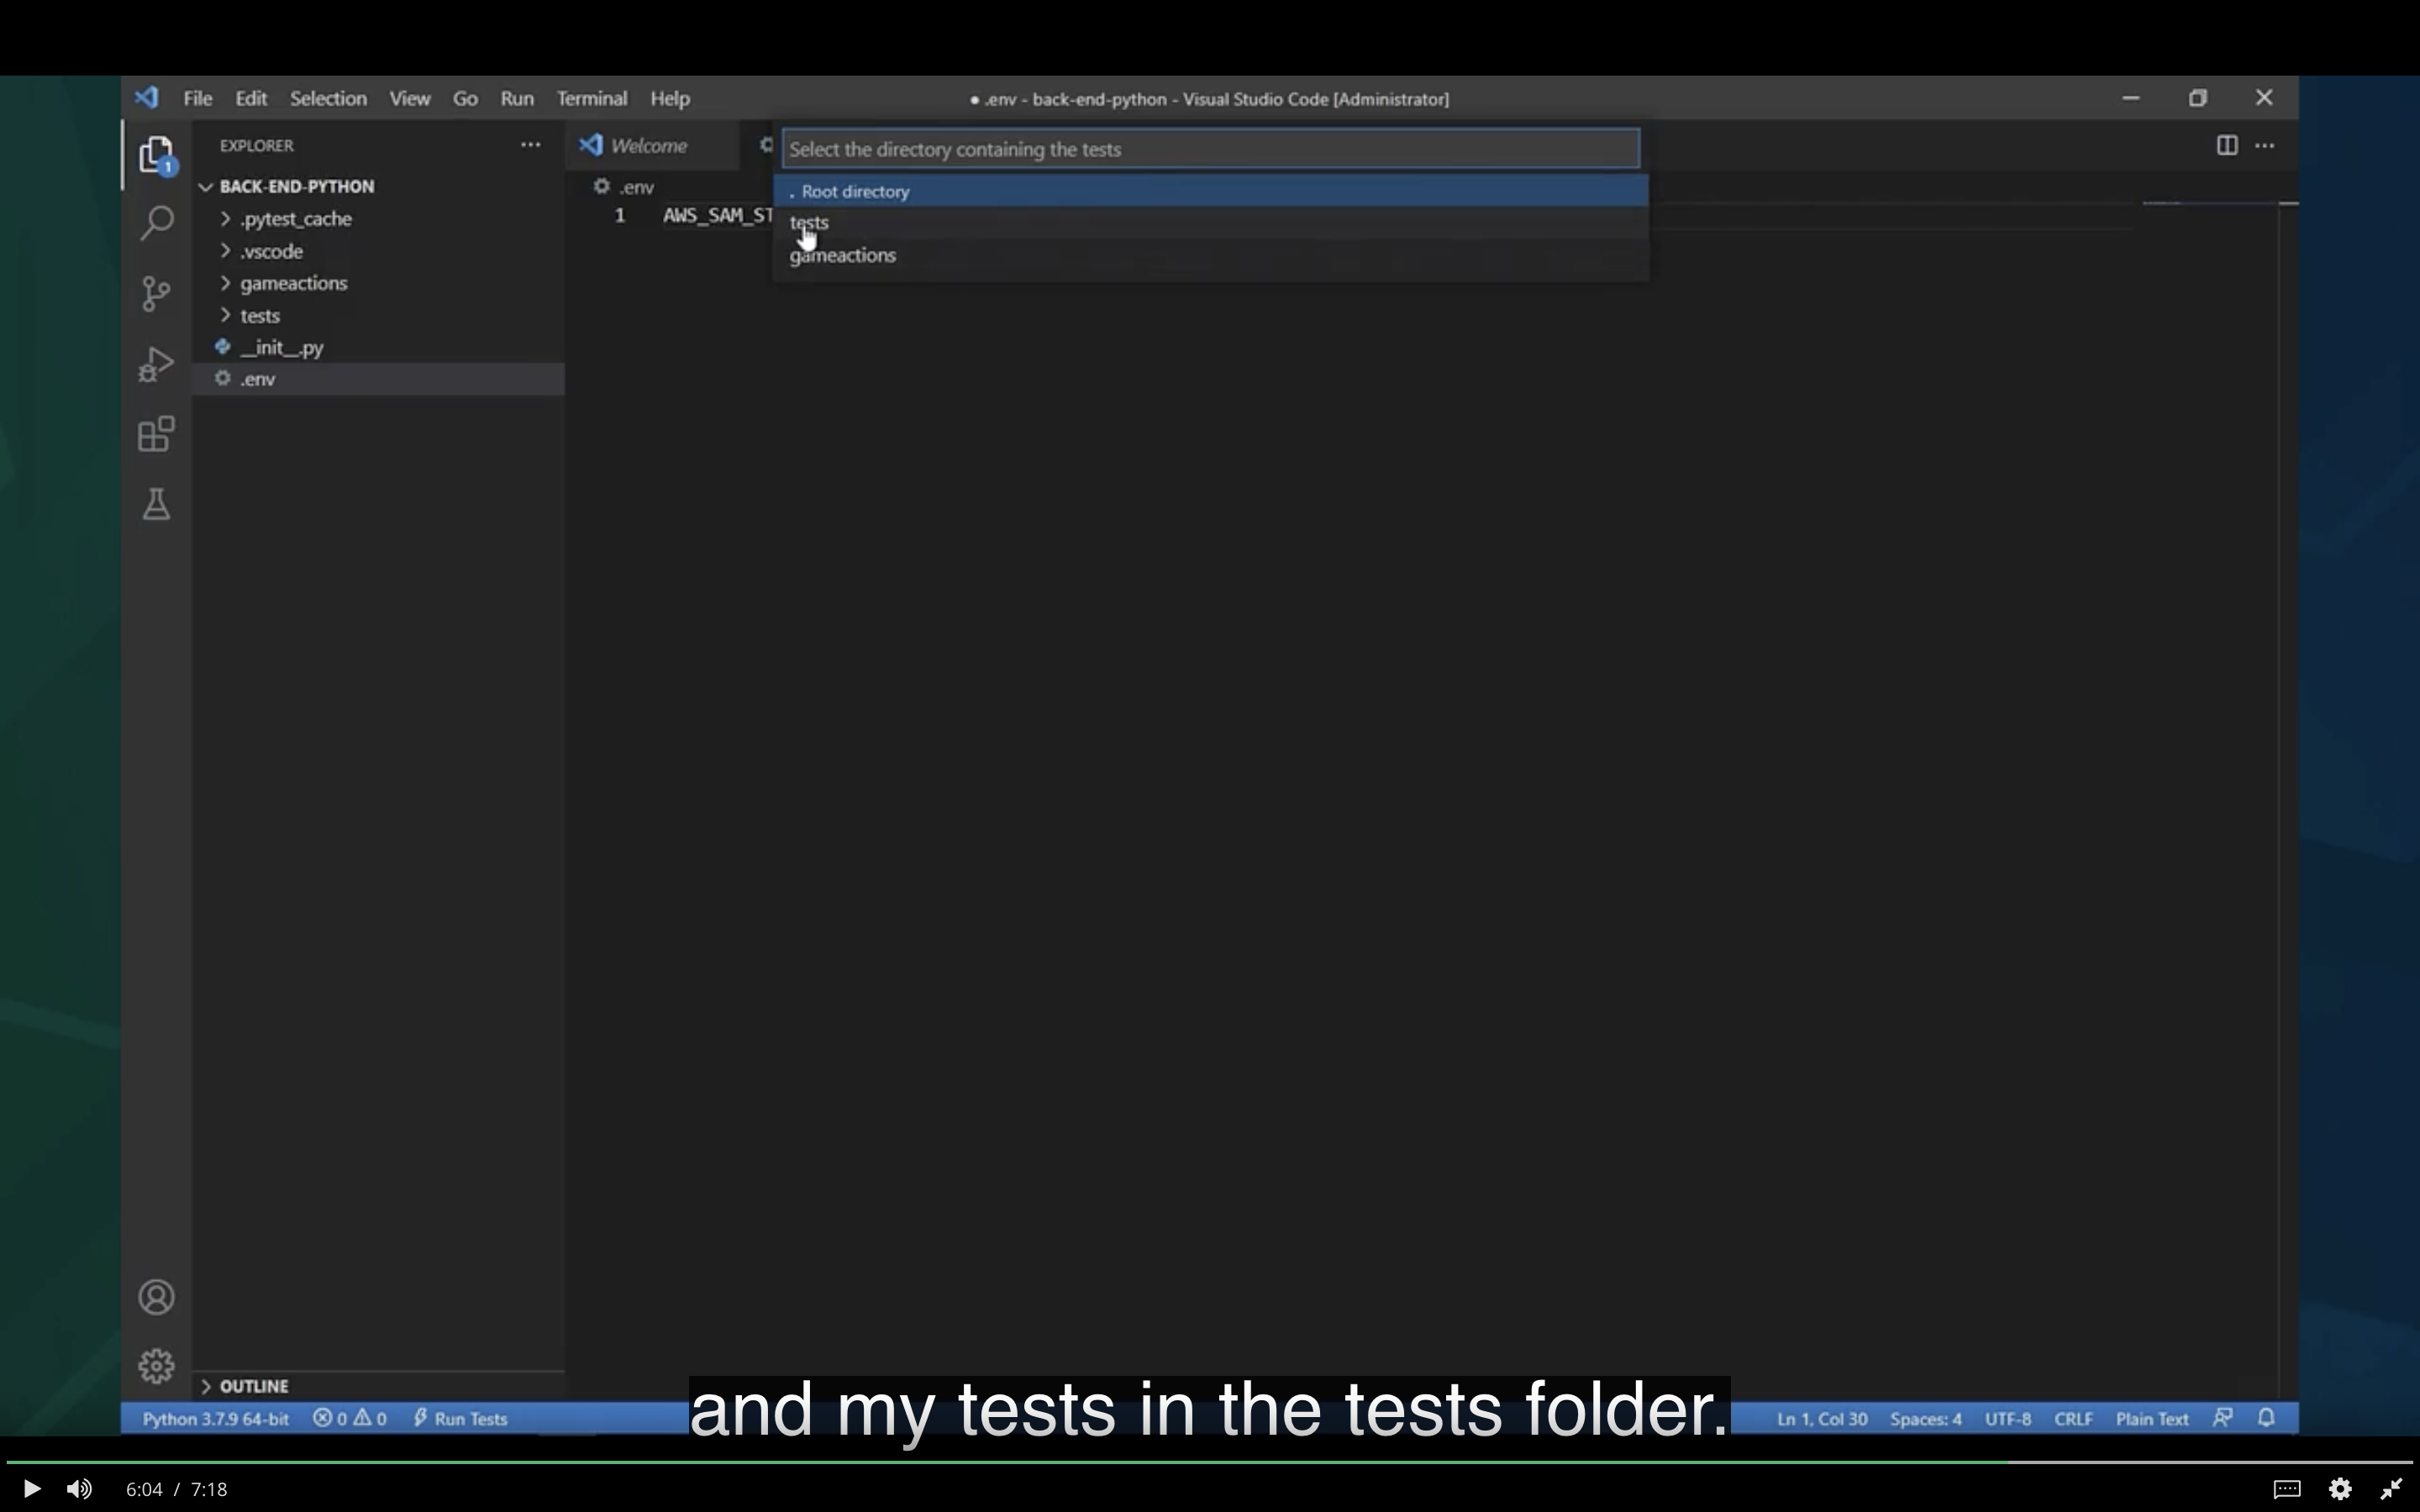 File Edit Selection View Go Run Terminal Help
● .env - back-end-python - Visual Studio Code [Administrator]
EXPLORER
Welcome
Select the directory containing the tests
. Root directory
tests
gameactions
BACK-END-PYTHON
.pytest_cache
.vscode
gameactions
tests
__init__.py
.env
.env
1 AWS_SAM_ST
1
OUTLINE
Python 3.7.9 64-bit 0 0 Run Tests
Ln 1, Col 30 Spaces: 4 UTF-8 CRLF Plain Text
and my tests in the tests folder.
6:04 / 7:18